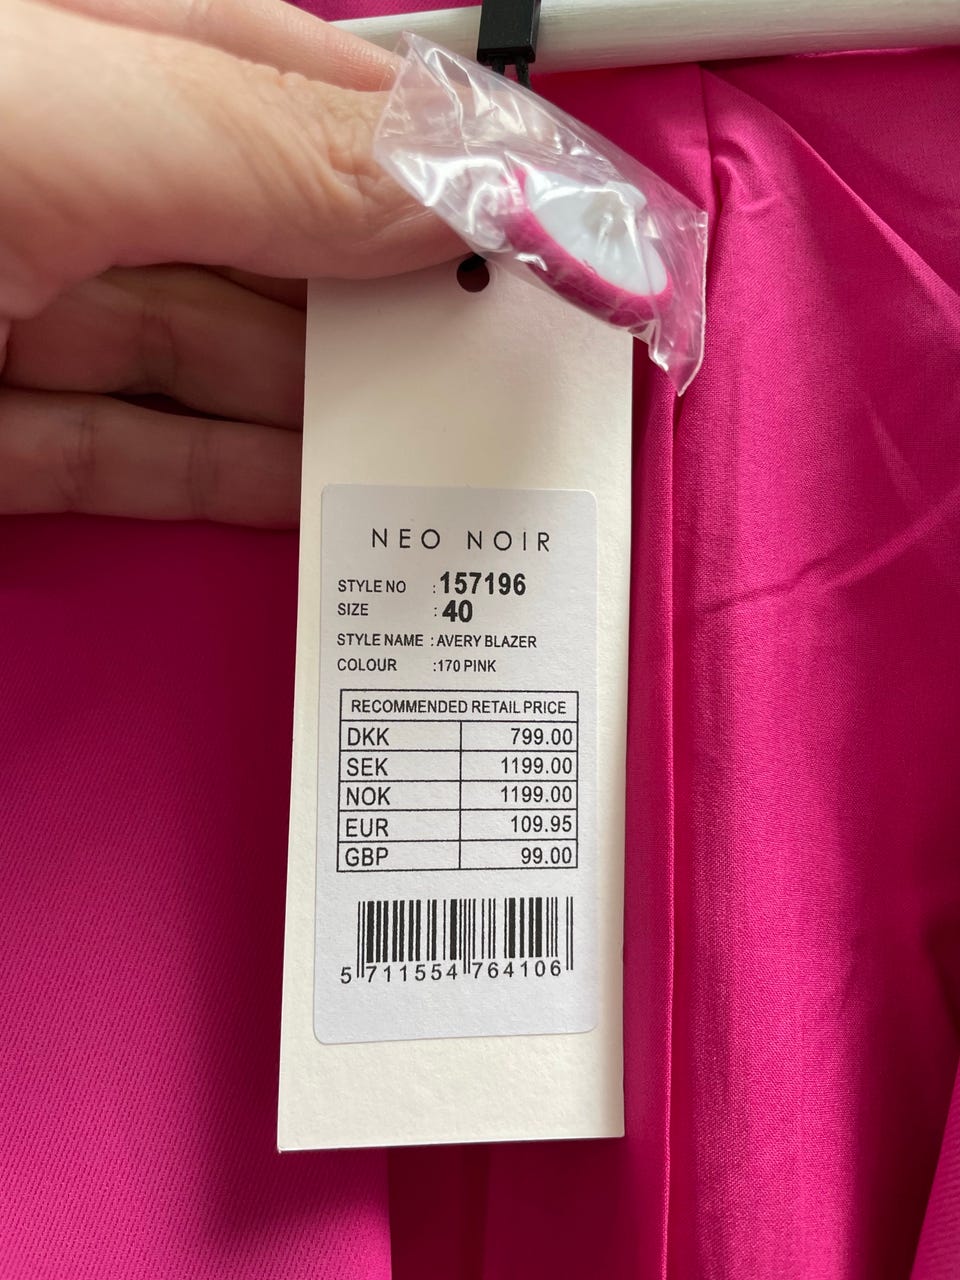 NEO NOIR
STYLE NO :157196
SIZE :40
STYLE NAME :AVERY BLAZER
COLOUR :170 PINK
RECOMMENDED RETAIL PRICE
DKK 799.00
SEK 1199.00
NOK 1199.00
EUR 109.95
GBP 99.00
5 711554 764106